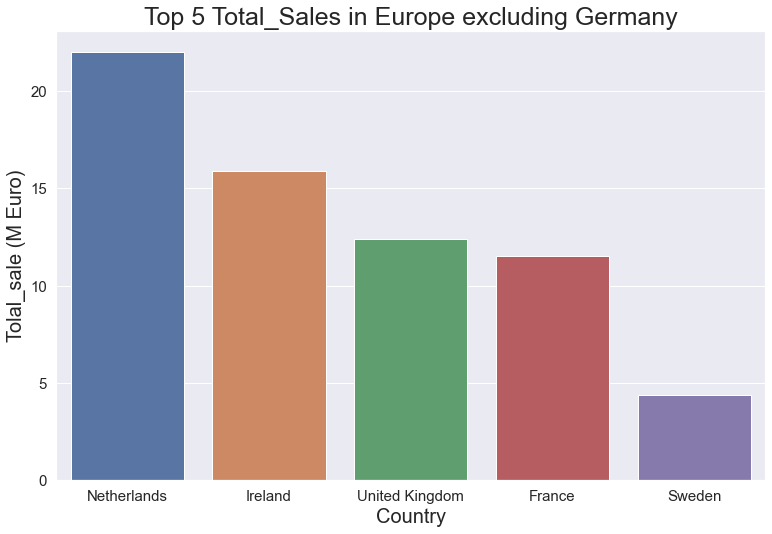 Top 5 Total_Sales in Europe excluding Germany
Tolal_sale (M Euro)
20
15
10
5
0
Netherlands Ireland United Kingdom France Sweden
Country